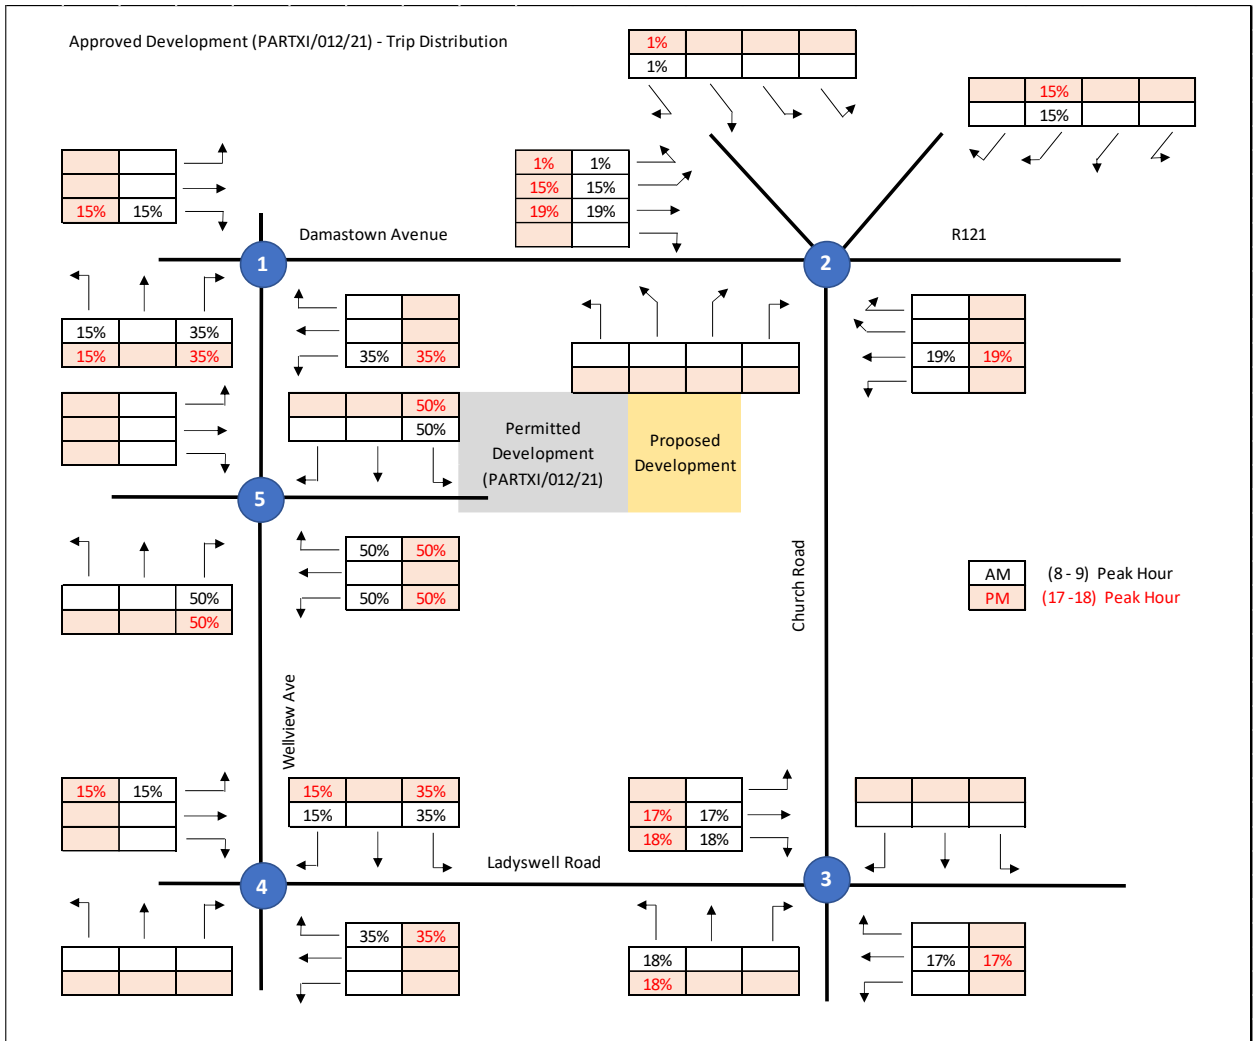 Approved Development (PARTXI/012/21) - Trip Distribution
1%
1%
15%
15%
15% 15%
1% 1%
15% 15%
19% 19%
Damastown Avenue
R121
1
2
15% 35%
15% 35%
35% 35%
19% 19%
50%
50%
Permitted
Development
(PARTXI/012/21)
Proposed
Development
5
50% 50%
50% 50%
50%
50%
Church Road
AM (8 - 9) Peak Hour
PM (17 -18) Peak Hour
Wellview Ave
15% 15%
15% 35%
15% 35%
17% 17%
18% 18%
Ladyswell Road
4
3
35% 35%
18%
18%
17% 17%